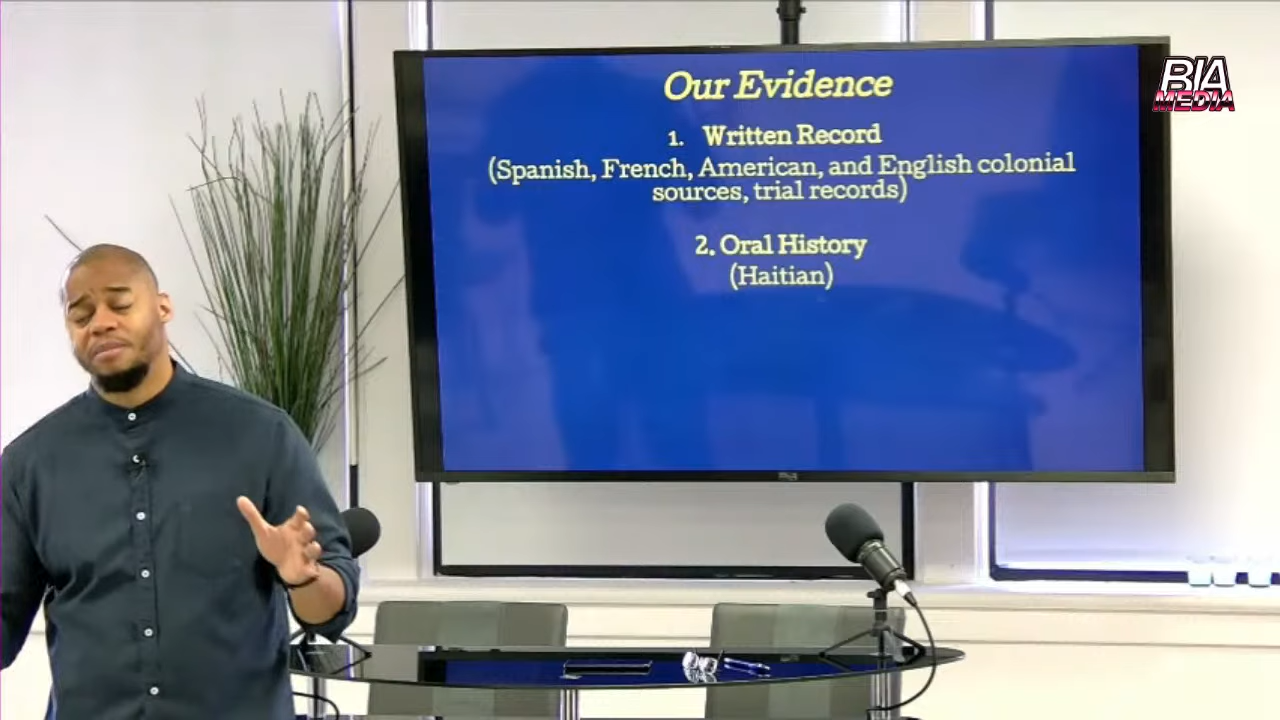 Our Evidence
1. Written Record
(Spanish, French, American, and English colonial
sources, trial records)
2. Oral History
(Haitian)
BIA
MEDIA